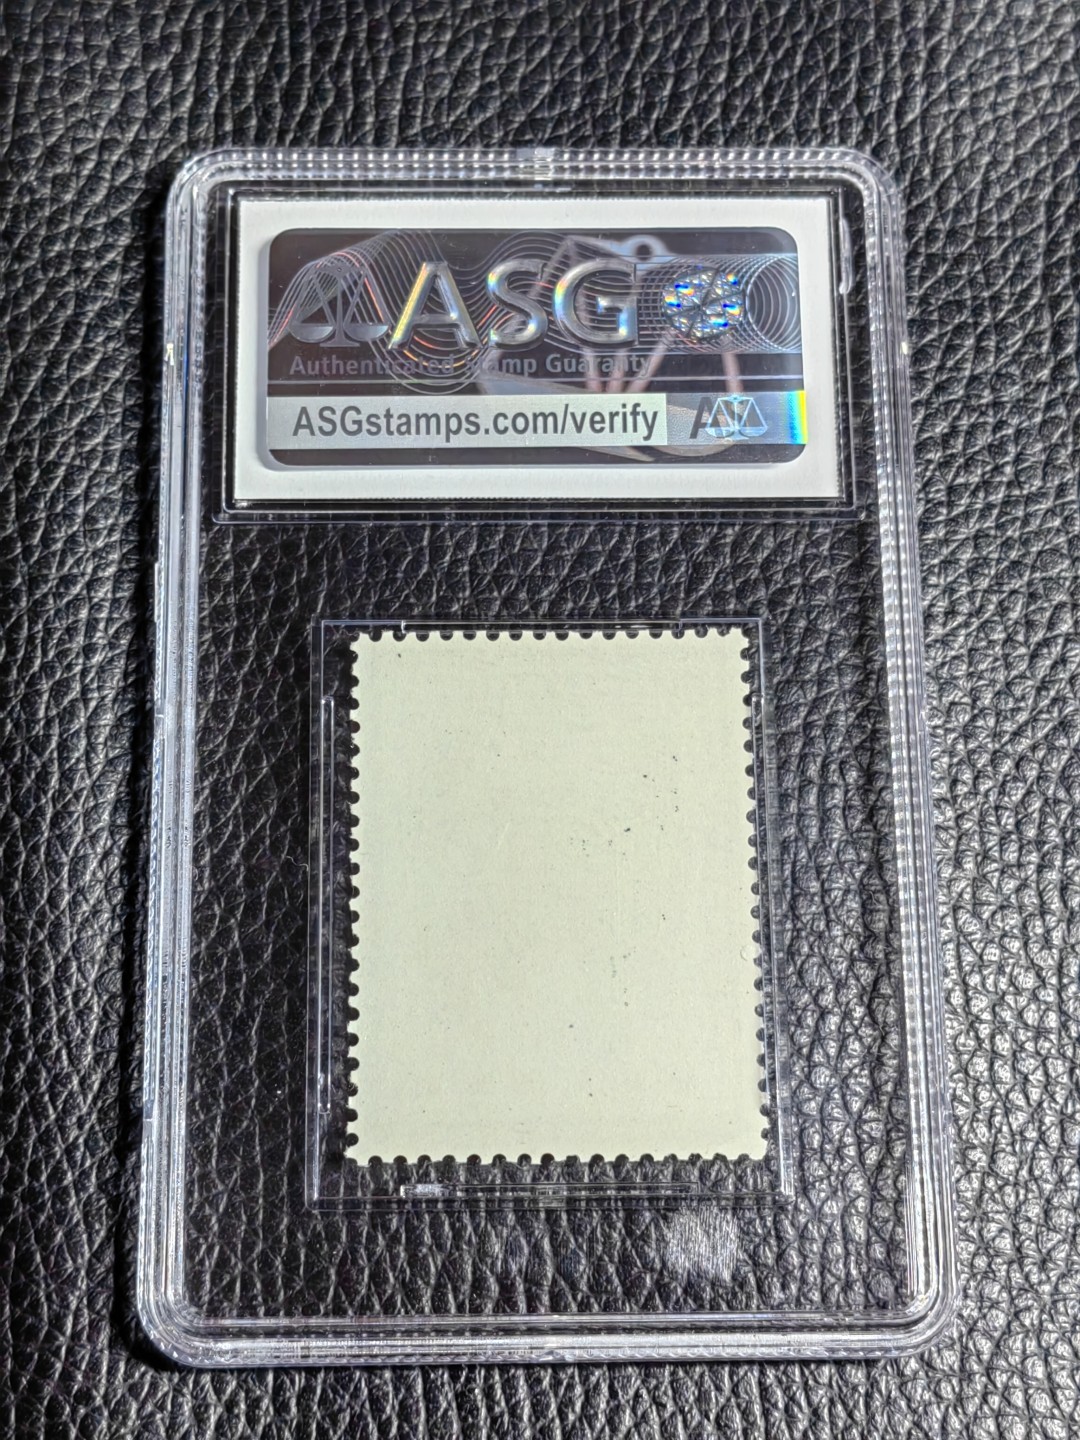 ASG
Authenticated Stamp Guaranty
ASGstamps.com/verify